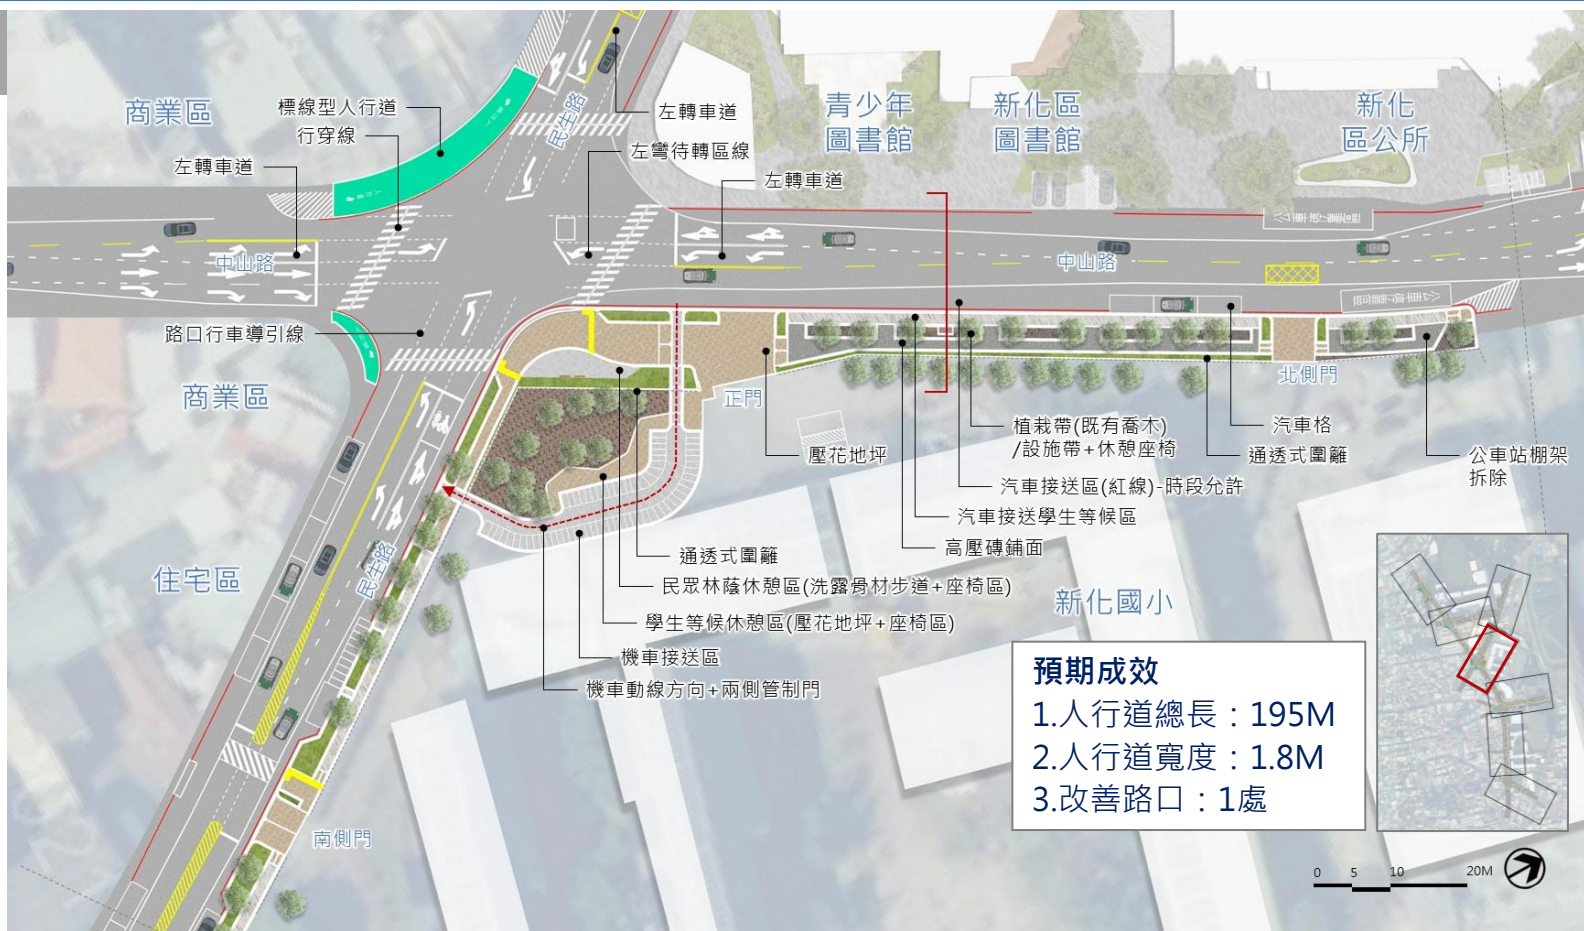 商業區
標線型人行道
行穿線
左轉車道
民生路
左轉車道
左彎待轉區線
左轉車道
青少年
圖書館
新化區
圖書館
新化
區公所
公車停靠區
中山路
中山路
公車停靠區
路口行車導引線
商業區
正門
北側門
壓花地坪
植栽帶(既有喬木)
/設施帶+休憩座椅
汽車格
通透式圍籬
公車站棚架
拆除
汽車接送區(紅線)-時段允許
汽車接送學生等候區
高壓磚鋪面
通透式圍籬
民眾林蔭休憩區(洗露骨材步道+座椅區)
學生等候休憩區(壓花地坪+座椅區)
機車接送區
機車動線方向+兩側管制門
住宅區
民生路
新化國小
南側門
預期成效
1.人行道總長：195M
2.人行道寬度：1.8M
3.改善路口：1處
0 5 10 20M